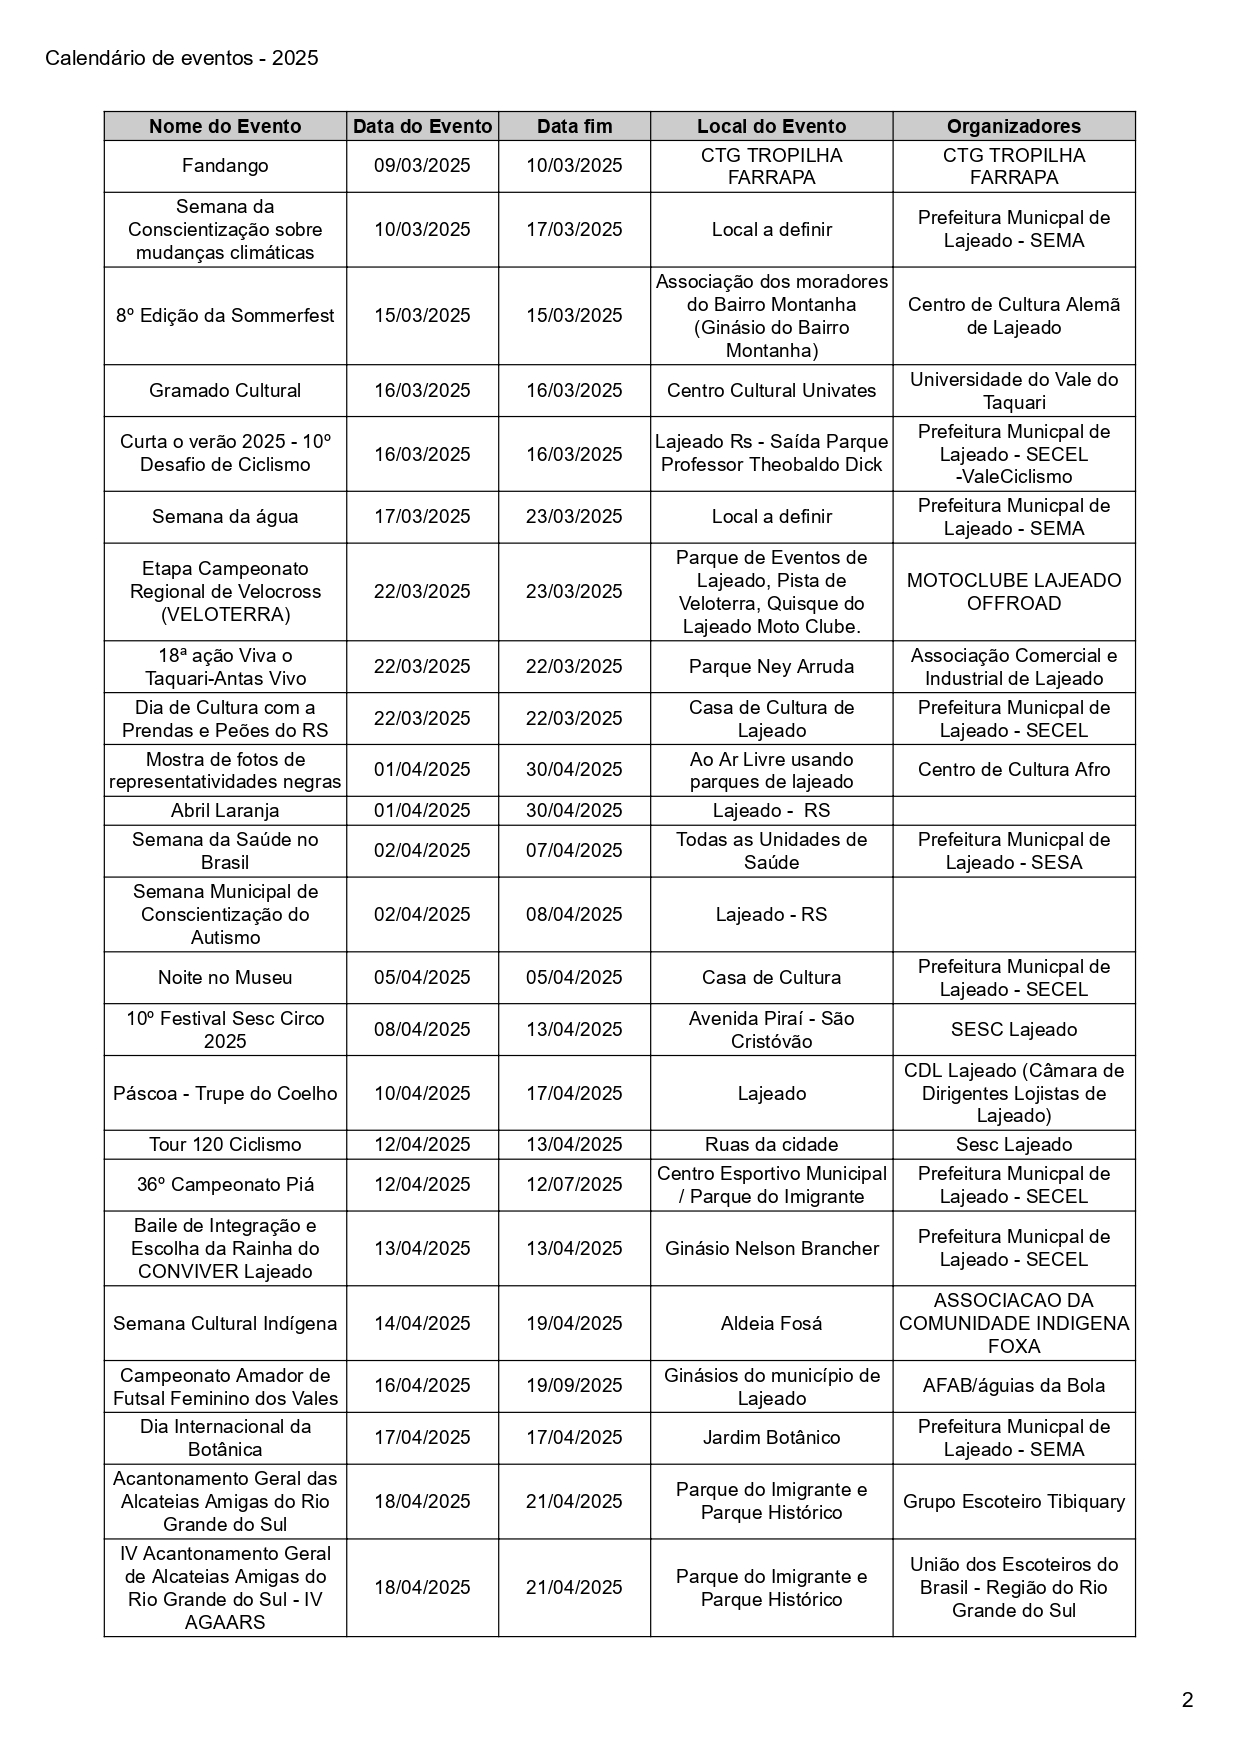 Calendário de eventos - 2025
Nome do Evento Data do Evento Data fim Local do Evento Organizadores
Fandango 09/03/2025 10/03/2025 CTG TROPILHA
FARRAPA CTG TROPILHA
FARRAPA
Semana da
Conscientização sobre
mudanças climáticas 10/03/2025 17/03/2025 Local a definir Prefeitura Municpal de
Lajeado - SEMA
8º Edição da Sommerfest 15/03/2025 15/03/2025 Associação dos moradores
do Bairro Montanha
(Ginásio do Bairro
Montanha) Centro de Cultura Alemã
de Lajeado
Gramado Cultural 16/03/2025 16/03/2025 Centro Cultural Univates Universidade do Vale do
Taquari
Curta o verão 2025 - 10º
Desafio de Ciclismo 16/03/2025 16/03/2025 Lajeado Rs - Saída Parque
Professor Theobaldo Dick Prefeitura Municpal de
Lajeado - SECEL
-ValeCiclismo
Semana da água 17/03/2025 23/03/2025 Local a definir Prefeitura Municpal de
Lajeado - SEMA
Etapa Campeonato
Regional de Velocross
(VELOTERRA) 22/03/2025 23/03/2025 Parque de Eventos de
Lajeado, Pista de
Veloterra, Quisque do
Lajeado Moto Clube. MOTOCLUBE LAJEADO
OFFROAD
18ª ação Viva o
Taquari-Antas Vivo 22/03/2025 22/03/2025 Parque Ney Arruda Associação Comercial e
Industrial de Lajeado
Dia de Cultura com a
Prendas e Peões do RS 22/03/2025 22/03/2025 Casa de Cultura de
Lajeado Prefeitura Municpal de
Lajeado - SECEL
Mostra de fotos de
representatividades negras 01/04/2025 30/04/2025 Ao Ar Livre usando
parques de lajeado Centro de Cultura Afro
Abril Laranja 01/04/2025 30/04/2025 Lajeado -  RS
Semana da Saúde no
Brasil 02/04/2025 07/04/2025 Todas as Unidades de
Saúde Prefeitura Municpal de
Lajeado - SESA
Semana Municipal de
Conscientização do
Autismo 02/04/2025 08/04/2025 Lajeado - RS
Noite no Museu 05/04/2025 05/04/2025 Casa de Cultura Prefeitura Municpal de
Lajeado - SECEL
10º Festival Sesc Circo
2025 08/04/2025 13/04/2025 Avenida Piraí - São
Cristóvão SESC Lajeado
Páscoa - Trupe do Coelho 10/04/2025 17/04/2025 Lajeado CDL Lajeado (Câmara de
Dirigentes Lojistas de
Lajeado)
Tour 120 Ciclismo 12/04/2025 13/04/2025 Ruas da cidade Sesc Lajeado
36º Campeonato Piá 12/04/2025 12/07/2025 Centro Esportivo Municipal
/ Parque do Imigrante Prefeitura Municpal de
Lajeado - SECEL
Baile de Integração e
Escolha da Rainha do
CONVIVER Lajeado 13/04/2025 13/04/2025 Ginásio Nelson Brancher Prefeitura Municpal de
Lajeado - SECEL
Semana Cultural Indígena 14/04/2025 19/04/2025 Aldeia Fosá ASSOCIACAO DA
COMUNIDADE INDIGENA
FOXA
Campeonato Amador de
Futsal Feminino dos Vales 16/04/2025 19/09/2025 Ginásios do município de
Lajeado AFAB/águias da Bola
Dia Internacional da
Botânica 17/04/2025 17/04/2025 Jardim Botânico Prefeitura Municpal de
Lajeado - SEMA
Acantonamento Geral das
Alcateias Amigas do Rio
Grande do Sul 18/04/2025 21/04/2025 Parque do Imigrante e
Parque Histórico Grupo Escoteiro Tibiquary
IV Acantonamento Geral
de Alcateias Amigas do
Rio Grande do Sul - IV
AGAARS 18/04/2025 21/04/2025 Parque do Imigrante e
Parque Histórico União dos Escoteiros do
Brasil - Região do Rio
Grande do Sul
2